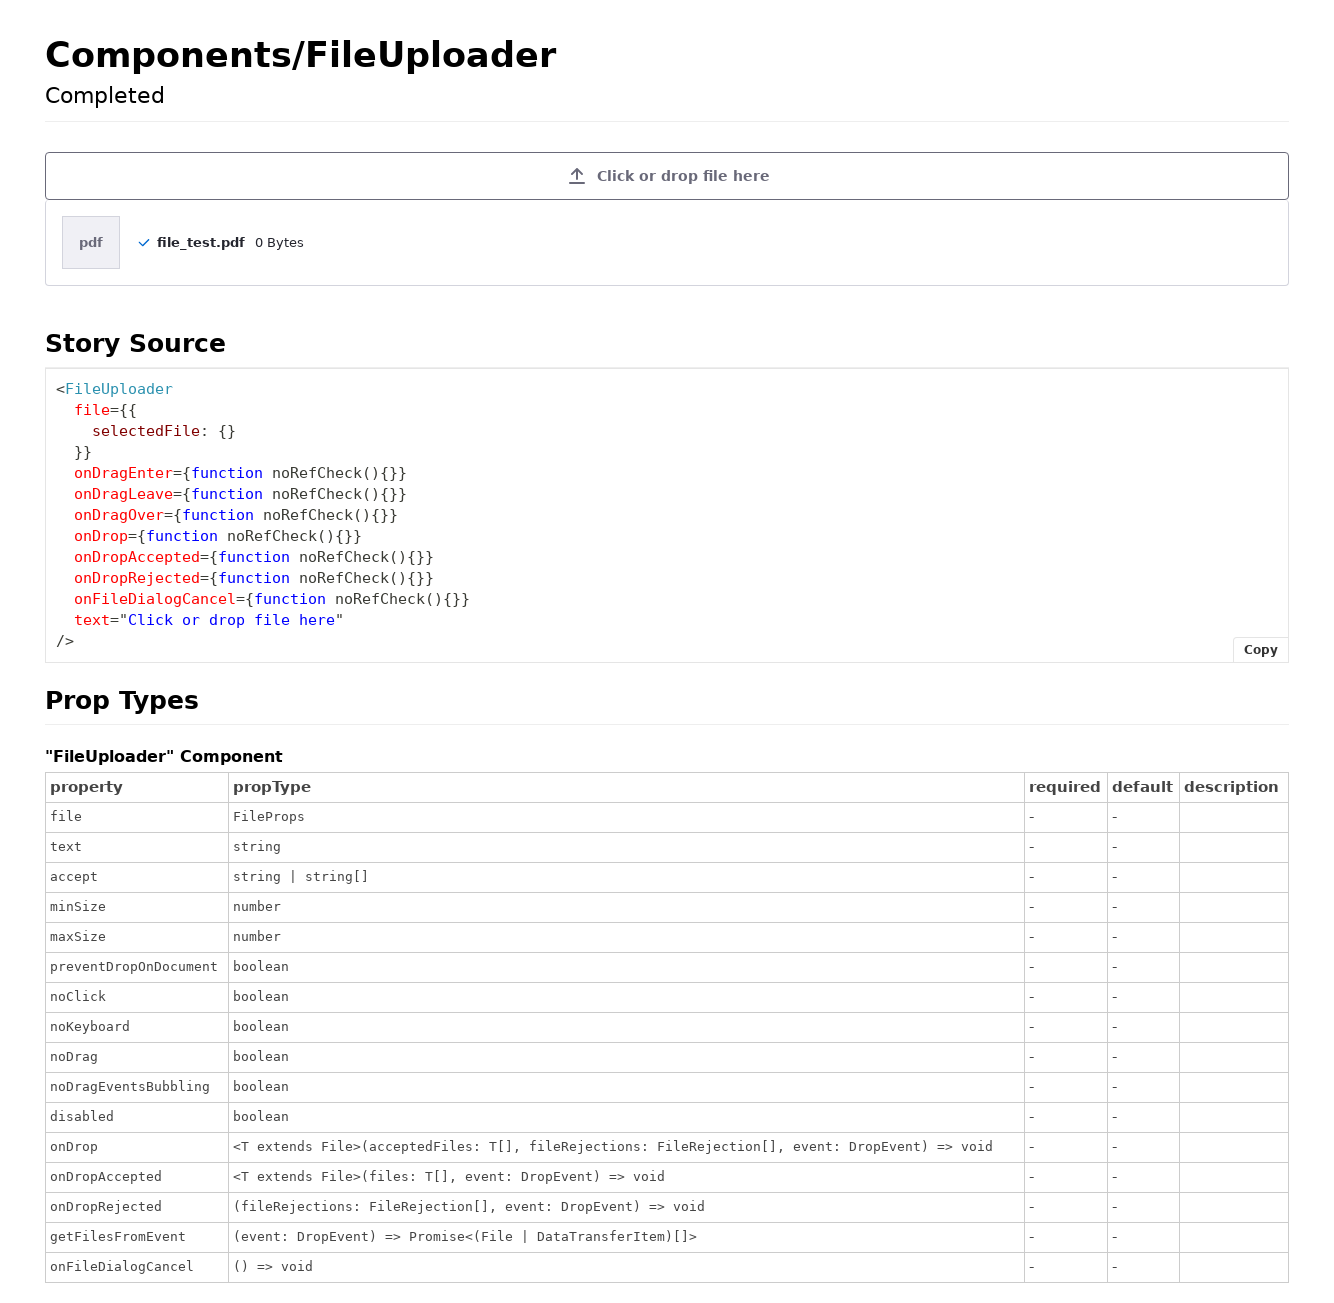 Components/FileUploader
Completed
Click or drop file here
pdf file_test.pdf 0 Bytes
Story Source
<FileUploader
  file={{
    selectedFile: {}
  }}
  onDragEnter={function noRefCheck(){}}
  onDragLeave={function noRefCheck(){}}
  onDragOver={function noRefCheck(){}}
  onDrop={function noRefCheck(){}}
  onDropAccepted={function noRefCheck(){}}
  onDropRejected={function noRefCheck(){}}
  onFileDialogCancel={function noRefCheck(){}}
  text="Click or drop file here"
/>
Copy
Prop Types
"FileUploader" Component
property propType required default description
file FileProps - -
text string - -
accept string | string[] - -
minSize number - -
maxSize number - -
preventDropOnDocument boolean - -
noClick boolean - -
noKeyboard boolean - -
noDrag boolean - -
noDragEventsBubbling boolean - -
disabled boolean - -
onDrop <T extends File>(acceptedFiles: T[], fileRejections: FileRejection[], event: DropEvent) => void - -
onDropAccepted <T extends File>(files: T[], event: DropEvent) => void - -
onDropRejected (fileRejections: FileRejection[], event: DropEvent) => void - -
getFilesFromEvent (event: DropEvent) => Promise<(File | DataTransferItem)[]> - -
onFileDialogCancel () => void - -